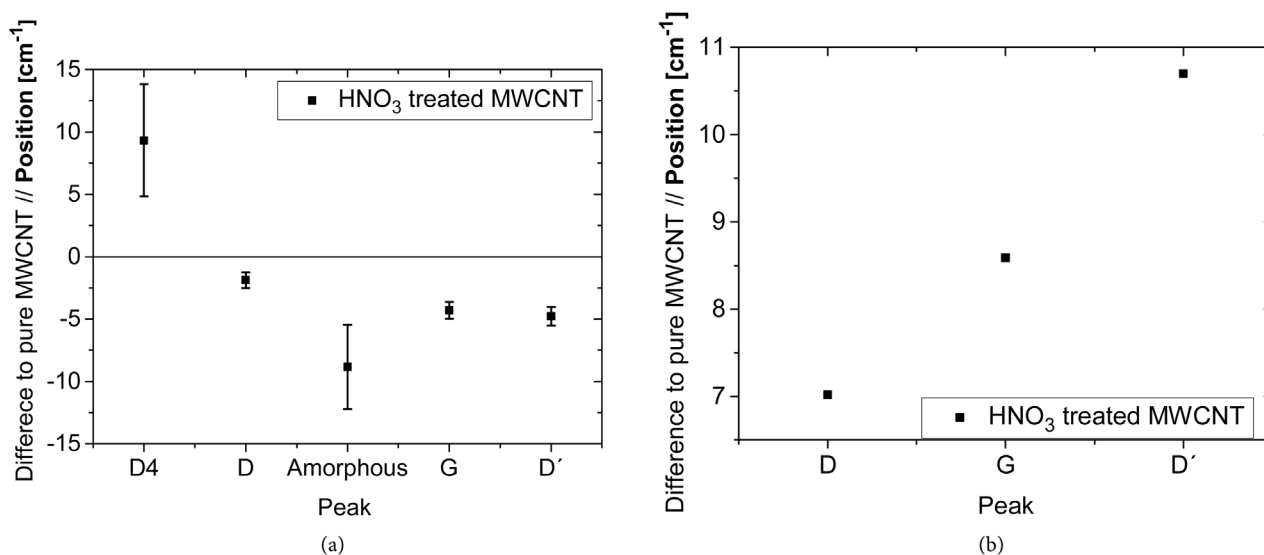 Differece to pure MWCNT // Position [cm⁻¹]
15
10
5
0
-5
-10
-15
HNO₃ treated MWCNT
D4
D
Amorphous
G
D´
Peak
(a)
Difference to pure MWCNT // Position [cm⁻¹]
11
10
9
8
7
HNO₃ treated MWCNT
D
G
D´
Peak
(b)